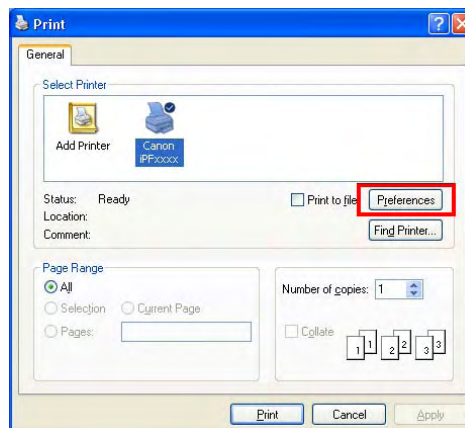 Print
General
Select Printer
Add Printer
Canon
iPFxxxx
Status: Ready
Print to file
Preferences
Location:
Comment:
Find Printer...
Page Range
All
Selection
Current Page
Pages:
Number of copies: 1
Collate
1 1 2 2 3 3
Print
Cancel
Apply